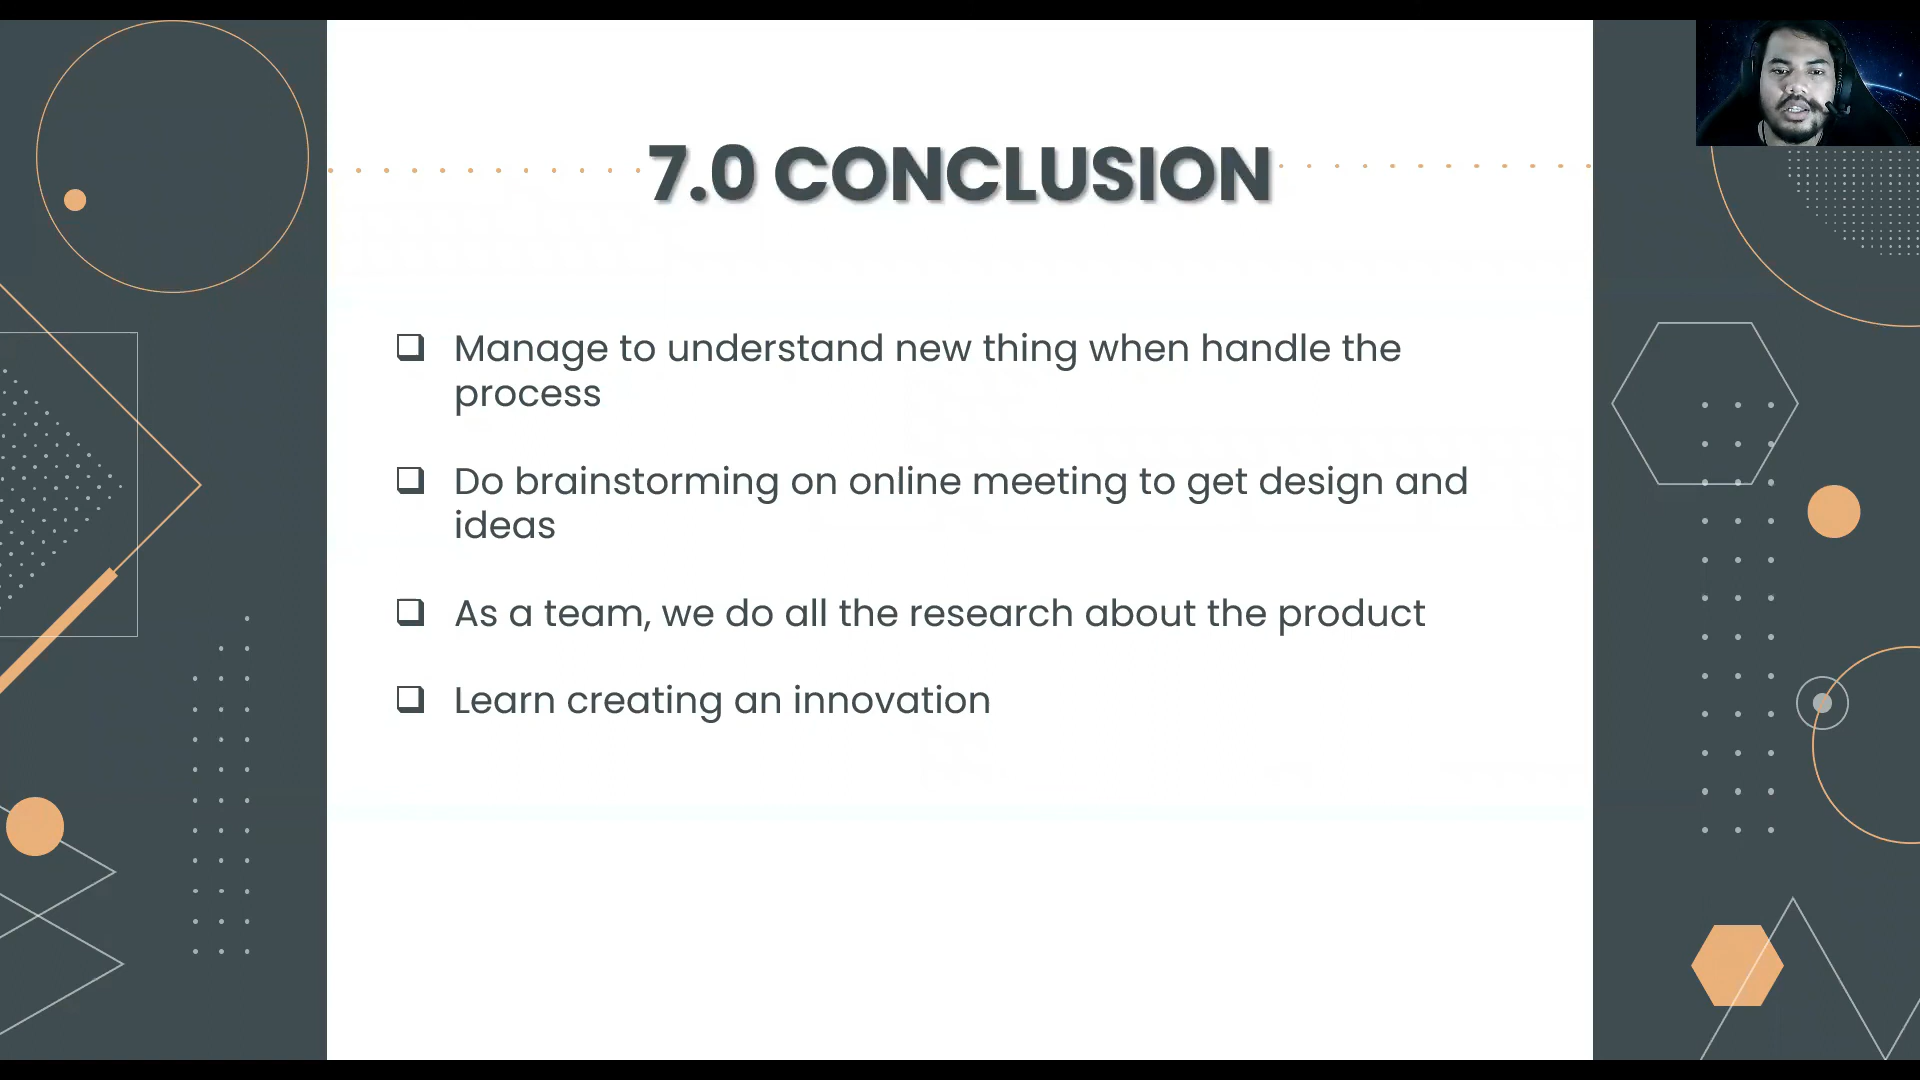 7.0 CONCLUSION
Manage to understand new thing when handle the
process
Do brainstorming on online meeting to get design and
ideas
As a team, we do all the research about the product
Learn creating an innovation